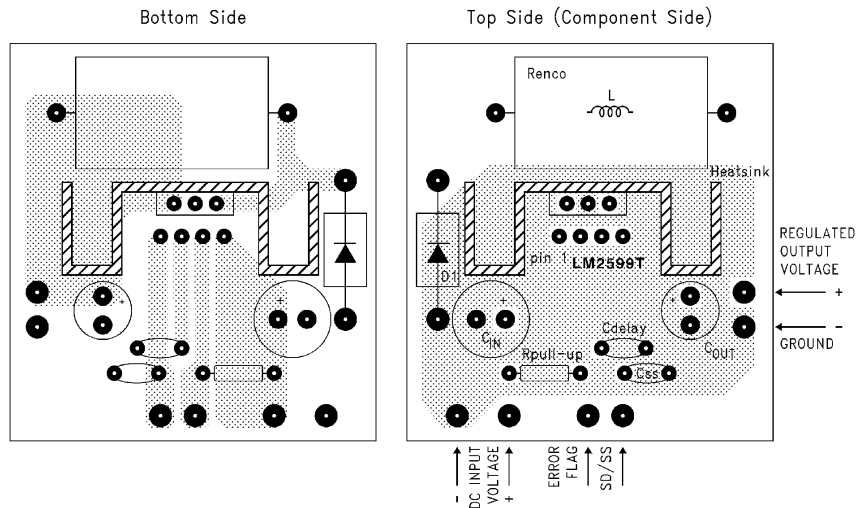 Bottom Side
Top Side (Component Side)
Renco
L
Heatsink
pin 1
LM2599T
D1
+
+
+
+
CIN
COUT
Cdelay
Rpull-up
Css
REGULATED
OUTPUT
VOLTAGE
+
-
GROUND
-
DC INPUT
VOLTAGE
+
ERROR
FLAG
SD/SS